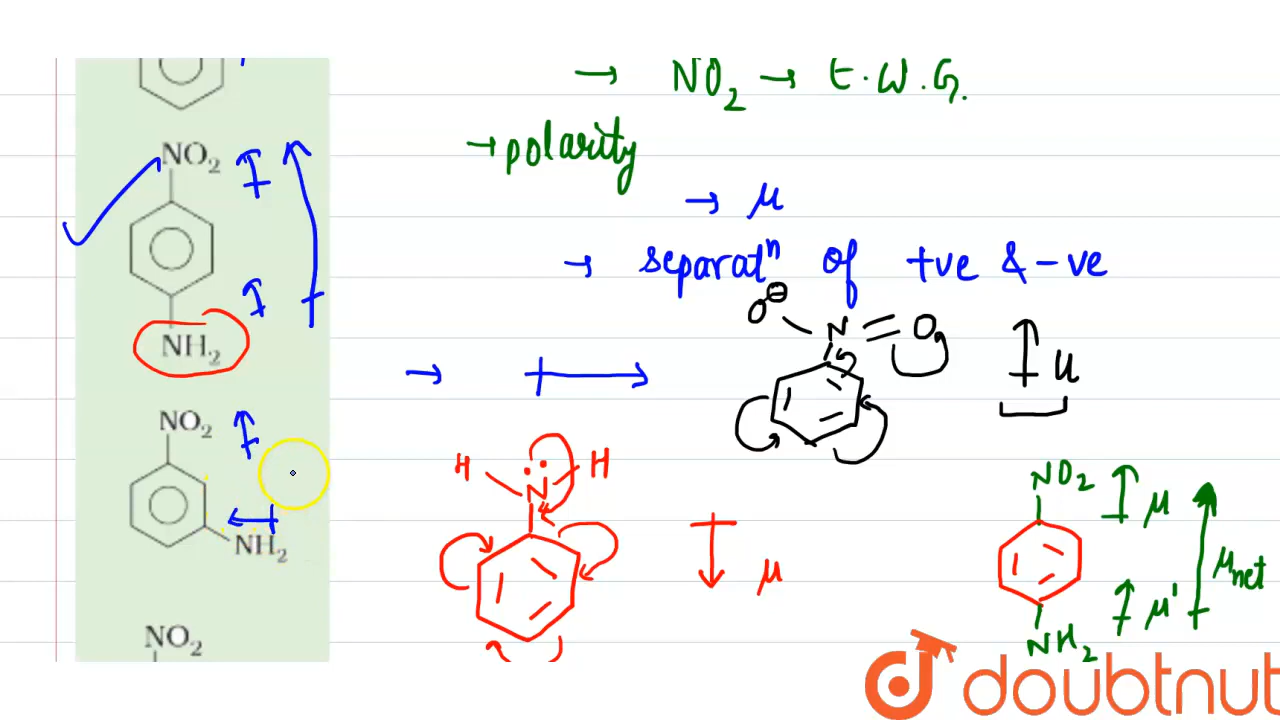 → NO2 → E.W.G.
→ polarity
→ μ
→ separatⁿ of +ve & -ve
NO2
NH2
→
O⊖
N
O
μ
NO2
NH2
H
N
H
μ
NO2
μ
μnet
μ'
NH2
NO2
doubtnut